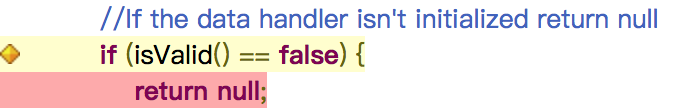 //If the data handler isn't initialized return null
if (isValid() == false) {
return null;